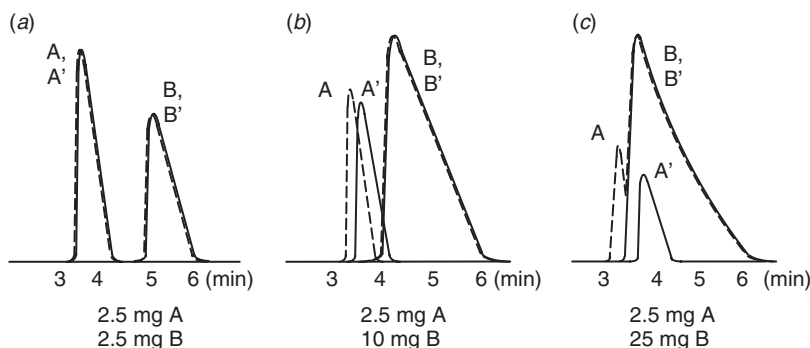 (a)
A,
A’
B,
B’
3 4 5 6 (min)
2.5 mg A
2.5 mg B
(b)
A
A’
B,
B’
3 4 5 6 (min)
2.5 mg A
10 mg B
(c)
A
A’
B,
B’
3 4 5 6 (min)
2.5 mg A
25 mg B